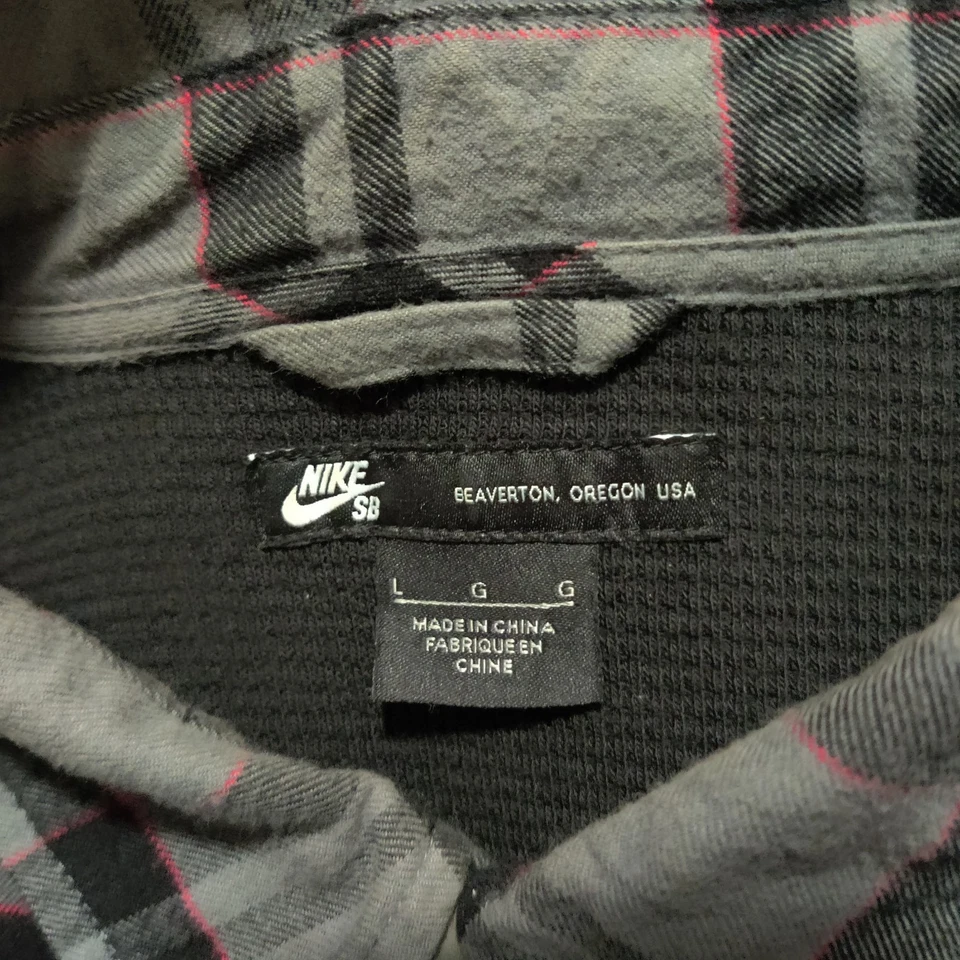 NIKE
SB
BEAVERTON, OREGON USA
L G G
MADE IN CHINA
FABRIQUE EN
CHINE